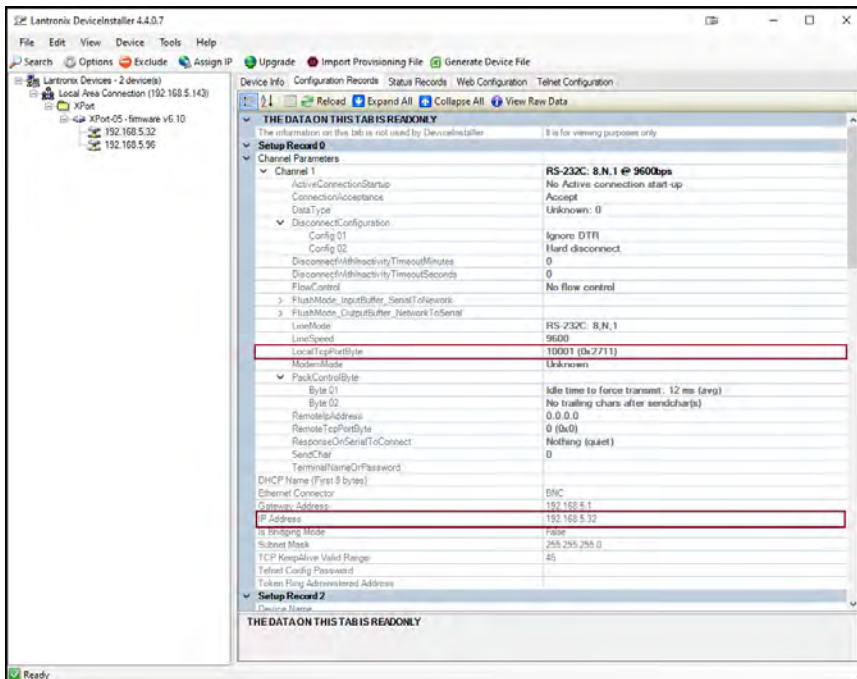 Lantronix DeviceInstaller 4.4.0.7
File Edit View Device Tools Help
Search Options Exclude Assign IP Upgrade Import Provisioning File Generate Device File
Lantronix Devices - 2 device(s)
Local Area Connection (192.168.5.143)
XPort
XPort-05 - firmware v6.10
192.168.5.32
192.168.5.96
Device Info Configuration Records Status Records Web Configuration Telnet Configuration
Reload Expand All Collapse All View Raw Data
THE DATA ON THIS TAB IS READONLY
The information on this tab is not used by DeviceInstaller It is for viewing purposes only
Setup Record 0
Channel Parameters
Channel 1 RS-232C: 8,N,1 @ 9600bps
ActiveConnectionStartup No Active connection start-up
ConnectionAcceptance Accept
DataType Unknown: 0
DisconnectConfiguration
Config 01 Ignore DTR
Config 02 Hard disconnect
DisconnectWithInactivityTimeoutMinutes 0
DisconnectWithInactivityTimeoutSeconds 0
FlowControl No flow control
FlushMode_InputBuffer_SerialToNework
FlushMode_OutputBuffer_NetworkToSerial
LineMode RS-232C: 8,N,1
LineSpeed 9600
LocalTcpPortByte 10001 (0x2711)
ModemMode Unknown
PackControlByte
Byte 01 Idle time to force transmt: 12 ms (avg)
Byte 02 No trailing chars after sendchar(s)
RemoteIpAddress 0.0.0.0
RemoteTcpPortByte 0 (0x0)
ResponseOnSerialToConnect Nothing (quiet)
SendChar 0
TerminalNameOrPassword
DHCP Name (First 8 bytes)
Ethernet Connector BNC
Gateway Address 192.168.5.1
IP Address 192.168.5.32
Is Bridging Mode False
Subnet Mask 255.255.255.0
TCP KeepAlive Valid Range 45
Telnet Config Password
Token Ring Administered Address
Setup Record 2
Device Name
THE DATA ON THIS TAB IS READONLY
Ready